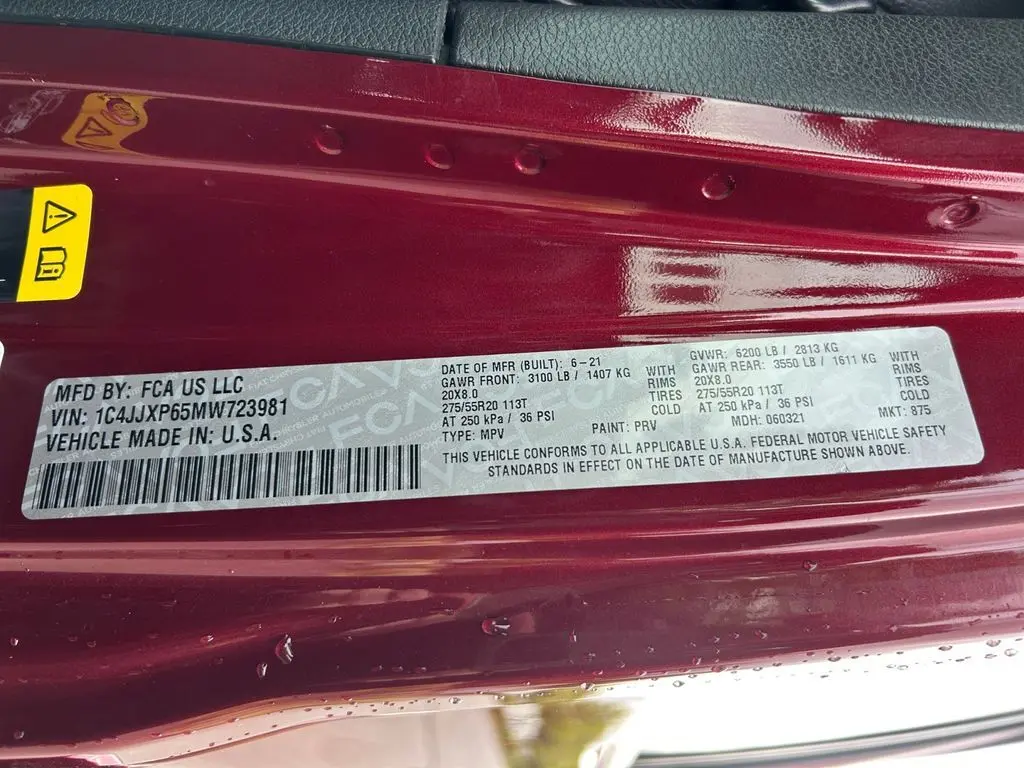 MFD BY: FCA US LLC
VIN: 1C4JJXP65MW723981
VEHICLE MADE IN: U.S.A.
DATE OF MFR (BUILT): 6-21
GVWR: 6200 LB / 2813 KG
GAWR FRONT: 3100 LB / 1407 KG WITH
GAWR REAR: 3550 LB / 1611 KG WITH
20X8.0 RIMS
20X8.0 RIMS
275/55R20 113T TIRES
275/55R20 113T TIRES
AT 250 kPa / 36 PSI COLD
AT 250 kPa / 36 PSI COLD
TYPE: MPV PAINT: PRV MDH: 060321 MKT: 875
THIS VEHICLE CONFORMS TO ALL APPLICABLE U.S.A. FEDERAL MOTOR VEHICLE SAFETY
STANDARDS IN EFFECT ON THE DATE OF MANUFACTURE SHOWN ABOVE.